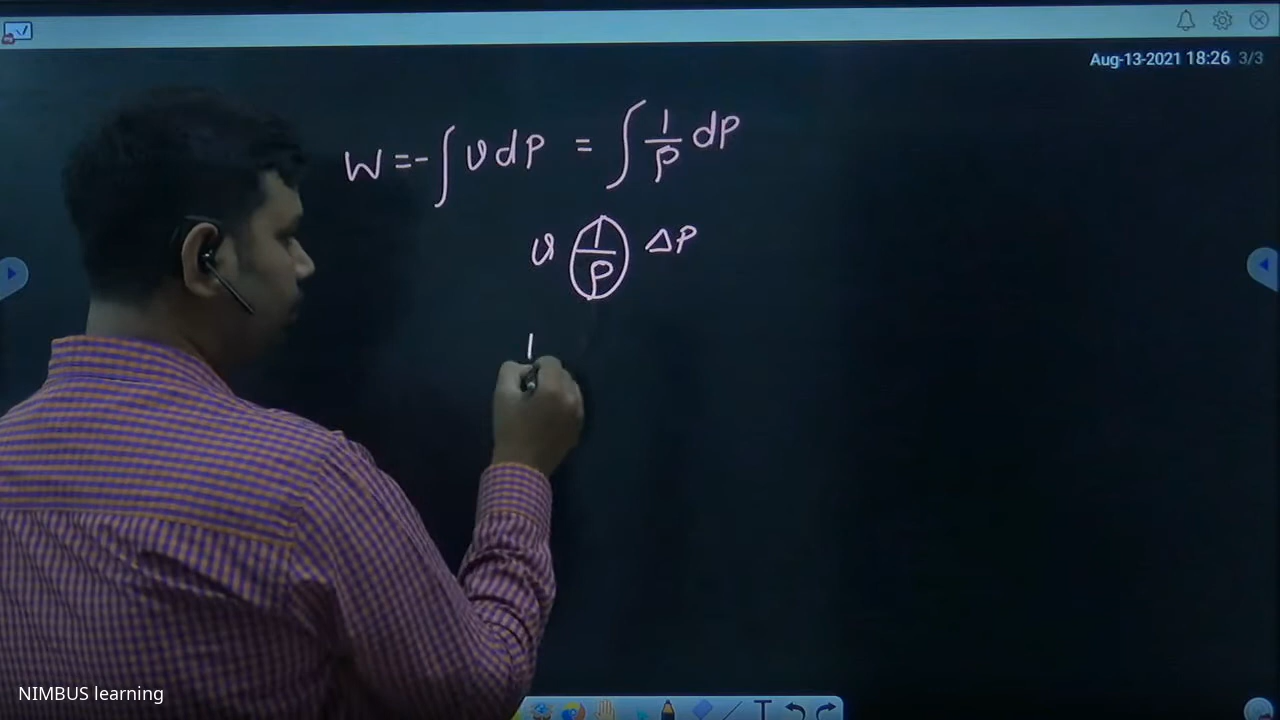 Aug-13-2021 18:26 3/3
W = - ∫ v dp = ∫ 1/P dp
v 1/P ΔP
NIMBUS learning